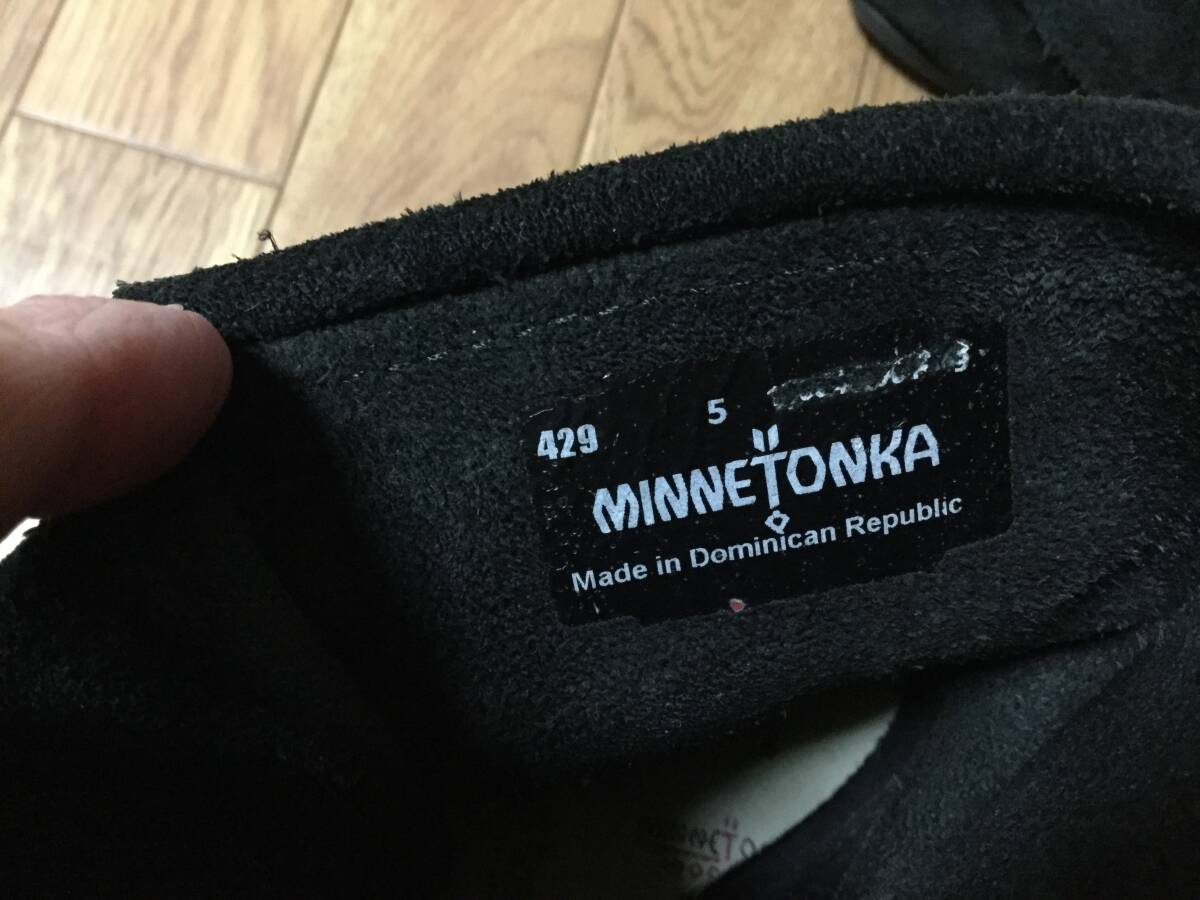 429 5
MINNETONKA
Made in Dominican Republic